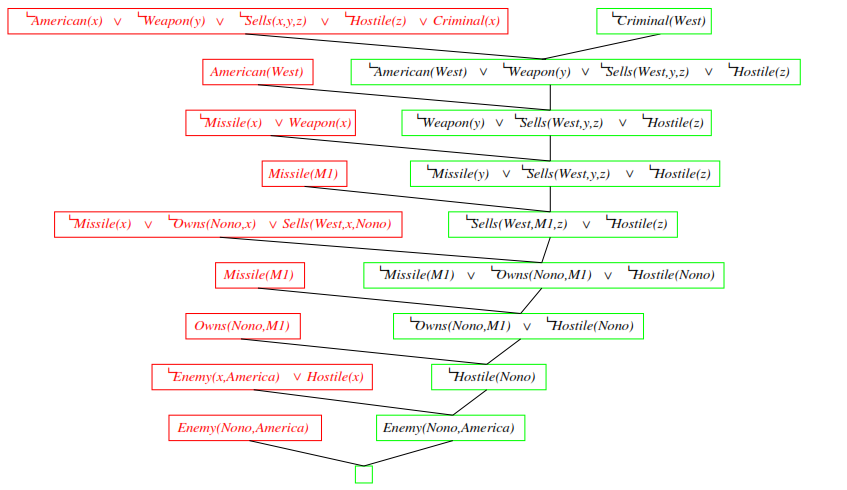 ¬American(x) ∨ ¬Weapon(y) ∨ ¬Sells(x,y,z) ∨ ¬Hostile(z) ∨ Criminal(x) ¬Criminal(West)
American(West) ¬American(West) ∨ ¬Weapon(y) ∨ ¬Sells(West,y,z) ∨ ¬Hostile(z)
¬Missile(x) ∨ Weapon(x) ¬Weapon(y) ∨ ¬Sells(West,y,z) ∨ ¬Hostile(z)
Missile(M1) ¬Missile(y) ∨ ¬Sells(West,y,z) ∨ ¬Hostile(z)
¬Missile(x) ∨ ¬Owns(Nono,x) ∨ Sells(West,x,Nono) ¬Sells(West,M1,z) ∨ ¬Hostile(z)
Missile(M1) ¬Missile(M1) ∨ ¬Owns(Nono,M1) ∨ ¬Hostile(Nono)
Owns(Nono,M1) ¬Owns(Nono,M1) ∨ ¬Hostile(Nono)
¬Enemy(x,America) ∨ Hostile(x) ¬Hostile(Nono)
Enemy(Nono,America) Enemy(Nono,America)